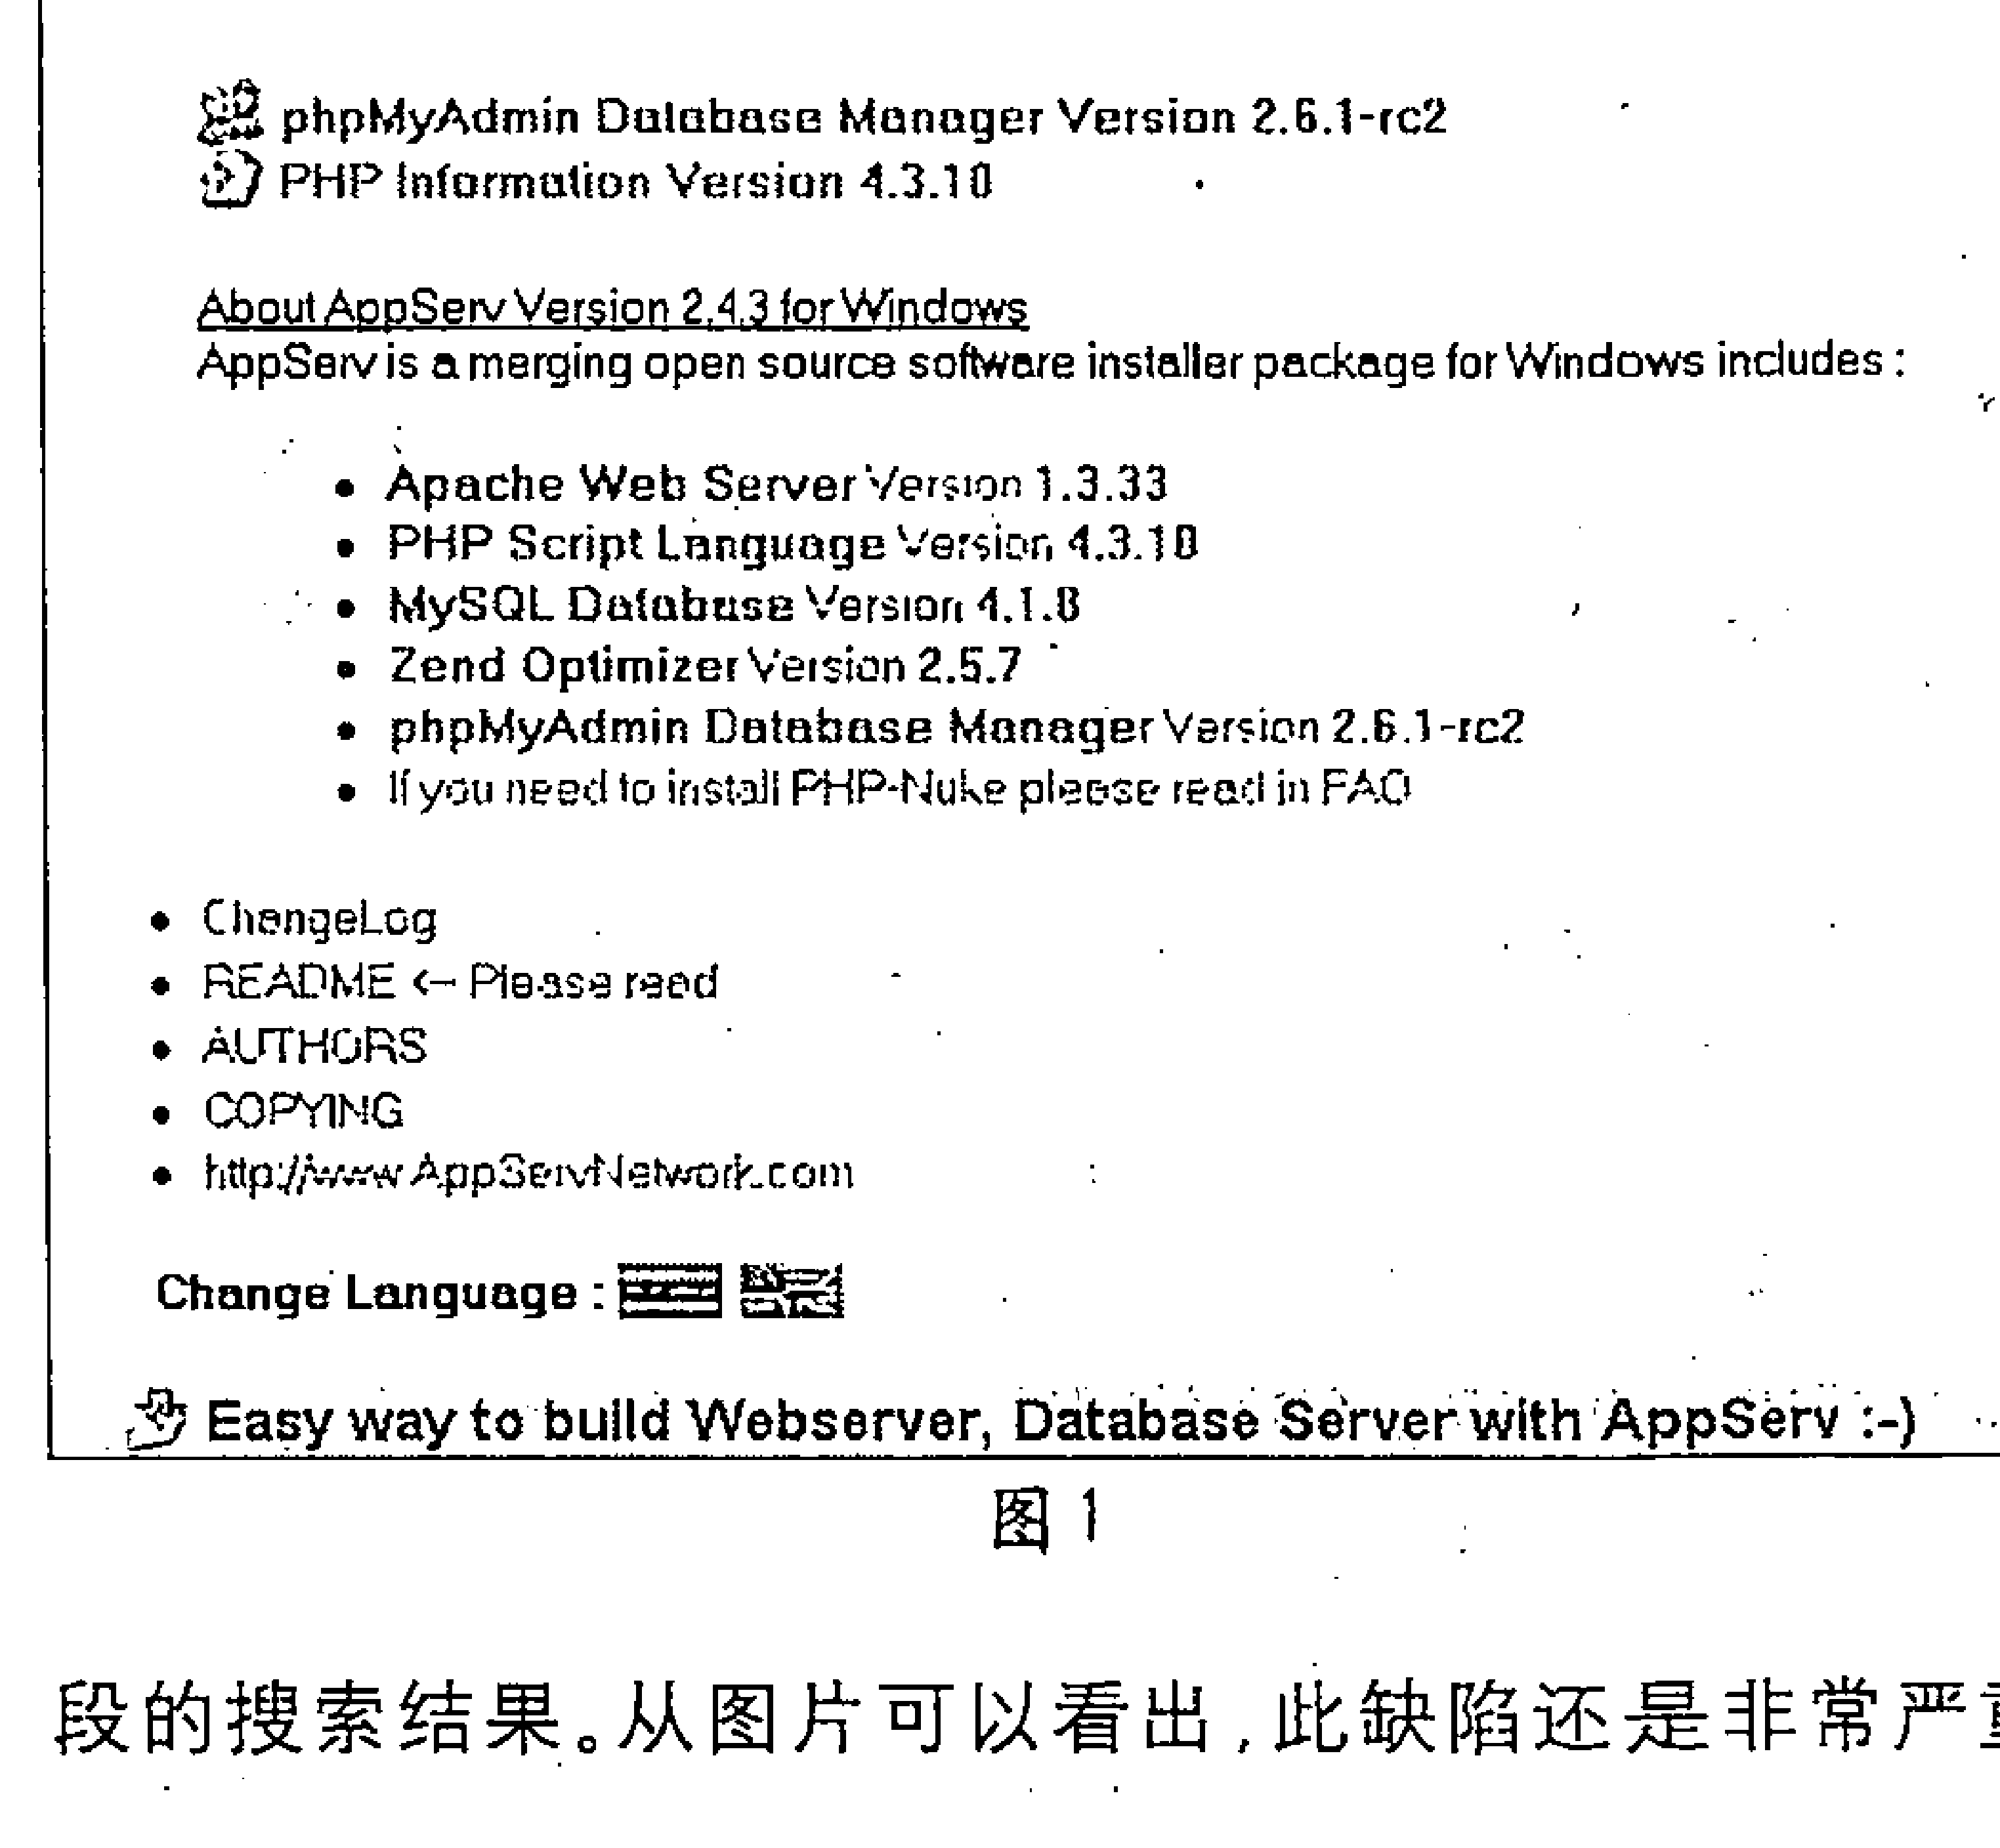 phpMyAdmin Database Manager Version 2.6.1-rc2
PHP Information Version 4.3.10
About AppServ Version 2.4.3 for Windows
AppServ is a merging open source software installer package for Windows includes :
• Apache Web Server Version 1.3.33
• PHP Script Language Version 4.3.10
• MySQL Database Version 4.1.8
• Zend Optimizer Version 2.5.7
• phpMyAdmin Database Manager Version 2.6.1-rc2
• If you need to install PHP-Nuke please read in FAQ
• ChangeLog
• README <-- Please read
• AUTHORS
• COPYING
• http://www.AppServNetwork.com
Change Language :
Easy way to build Webserver, Database Server with AppServ :-)
图 1
段的搜索结果。从图片可以看出,此缺陷还是非常严